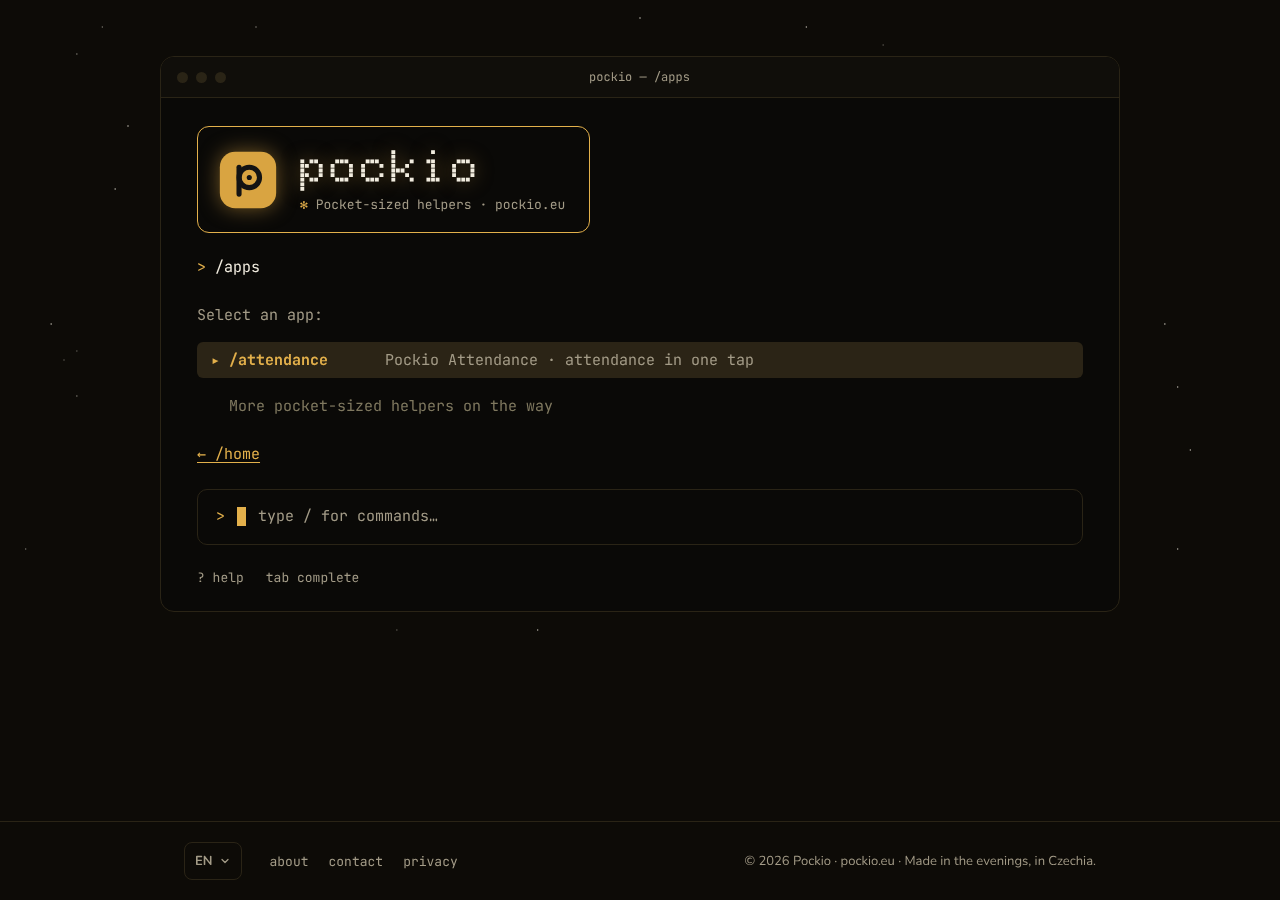 pockio — /apps
pockio
✻ Pocket-sized helpers · pockio.eu
> /apps
Select an app:
▸ /attendance Pockio Attendance · attendance in one tap
More pocket-sized helpers on the way
← /home
> type / for commands…
? help tab complete
EN about contact privacy © 2026 Pockio · pockio.eu · Made in the evenings, in Czechia.